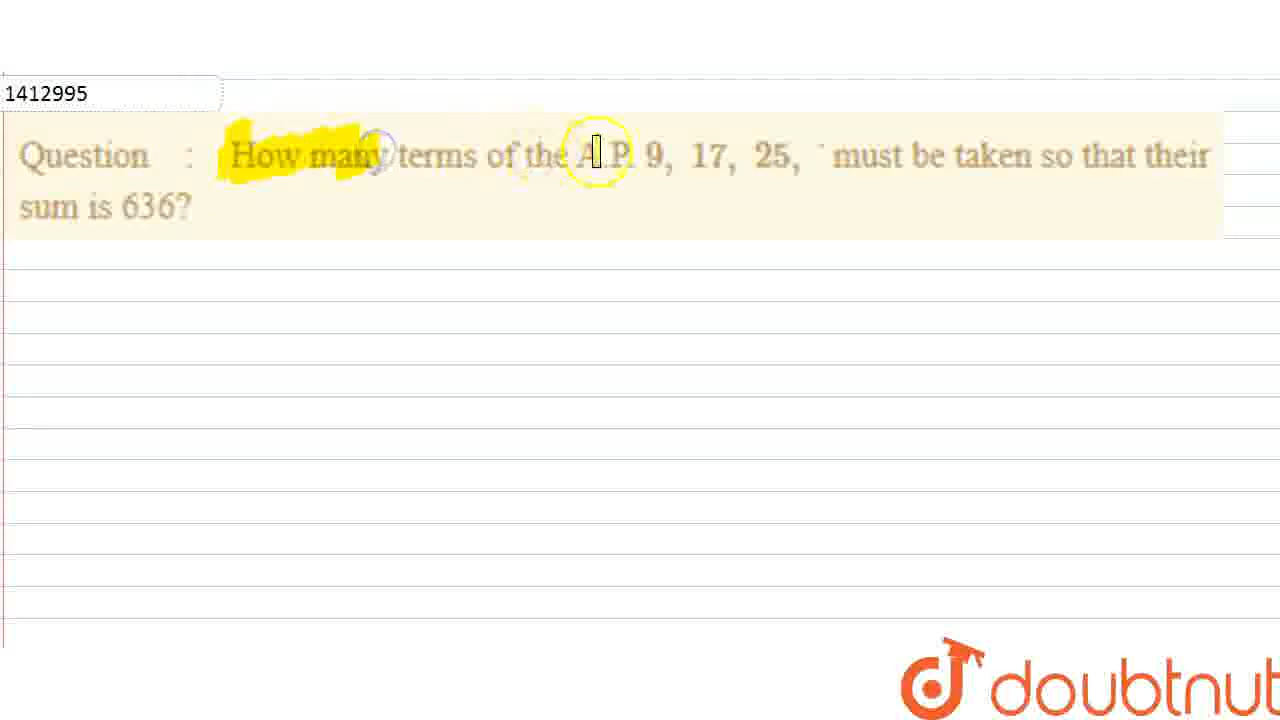 1412995
Question : How many terms of the A.P. 9, 17, 25, must be taken so that their
sum is 636?
doubtnut